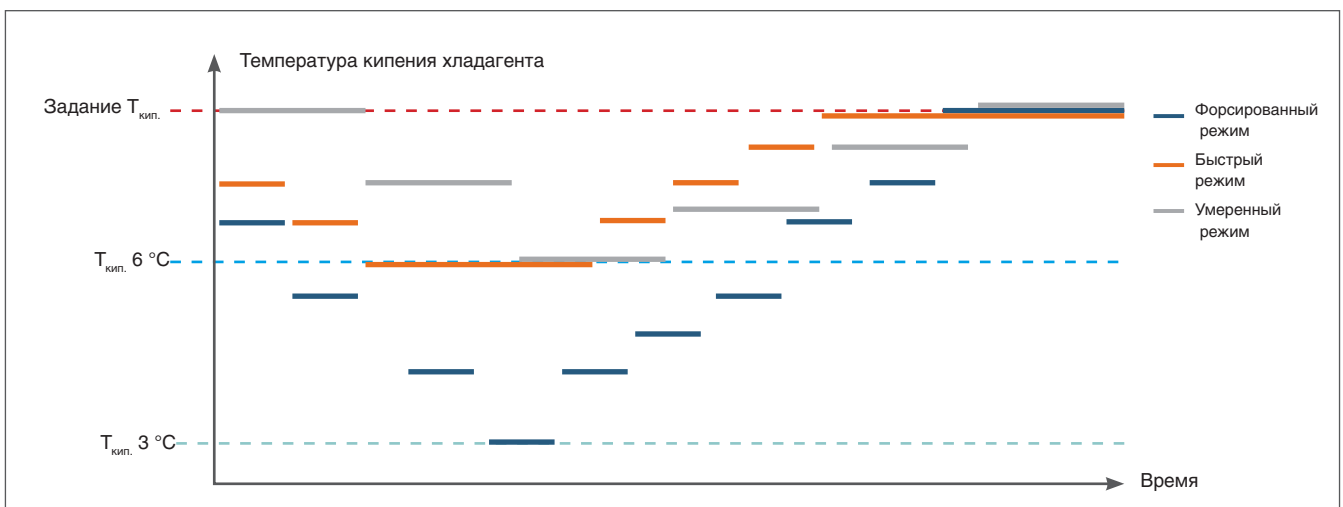 Температура кипения хладагента
Задание Ткип.
Ткип. 6 °C
Ткип. 3 °C
Время
Форсированный
режим
Быстрый
режим
Умеренный
режим